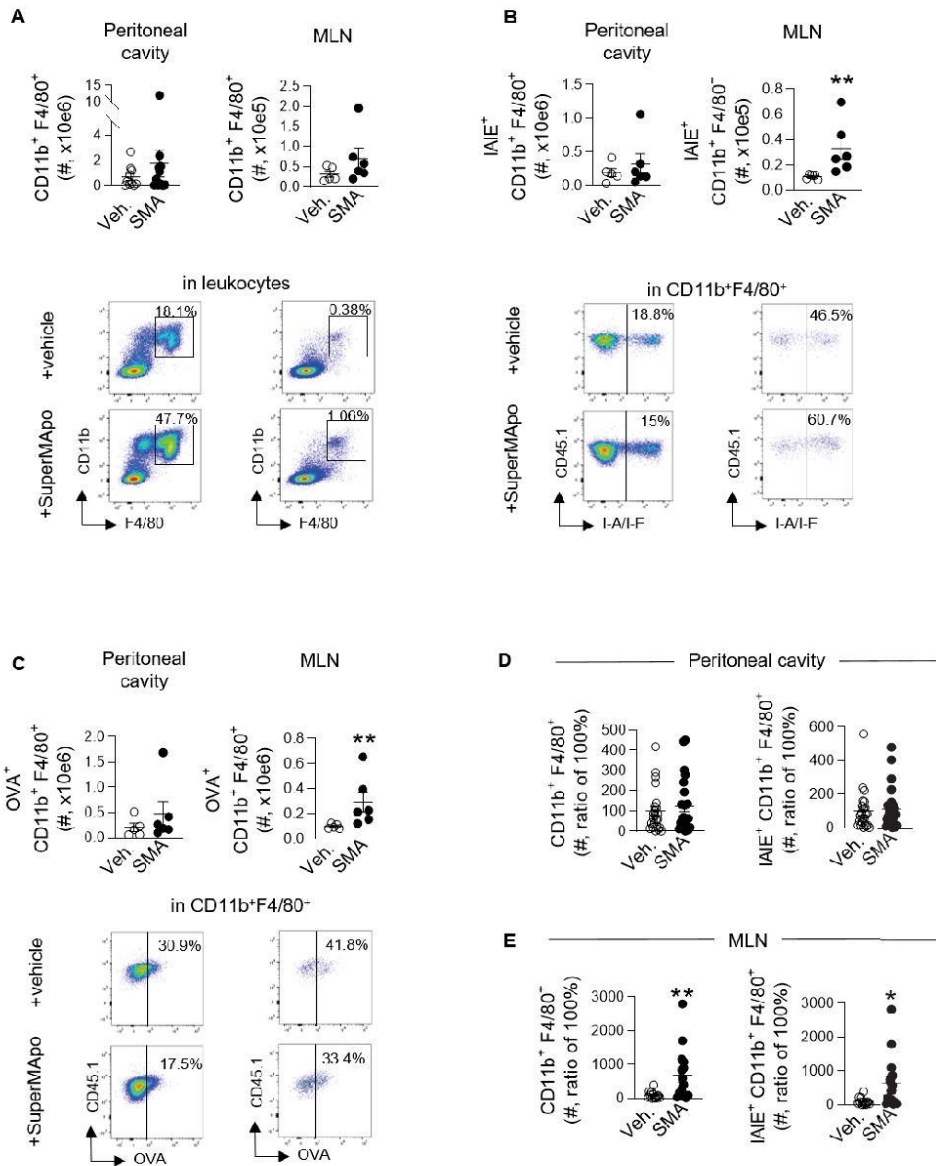 A
Peritoneal
cavity
MLN
CD11b+ F4/80+
(#, x10e6)
15
10
4
2
0
Veh.
SMA
CD11b+ F4/80+
(#, x10e5)
2.5
2.0
1.5
1.0
0.5
0.0
Veh.
SMA
in leukocytes
+vehicle
18.1%
0.38%
+SuperMApo
47.7%
1.06%
CD11b
F4/80
CD11b
F4/80
B
Peritoneal
cavity
MLN
IAIE+
CD11b+ F4/80+
(#, x10e6)
1.5
1.0
0.5
0.0
Veh.
SMA
IAIE+
CD11b+ F4/80−
(#, x10e5)
0.8
0.6
0.4
0.2
0.0
**
Veh.
SMA
in CD11b+F4/80+
+vehicle
18.8%
46.5%
+SuperMApo
15%
60.7%
CD45.1
I-A/I-F
CD45.1
I-A/I-F
C
Peritoneal
cavity
MLN
OVA+
CD11b+ F4/80+
(#, x10e6)
2.0
1.5
1.0
0.5
0.0
Veh.
SMA
OVA+
CD11b+ F4/80+
(#, x10e6)
0.8
0.6
0.4
0.2
0.0
**
Veh.
SMA
in CD11b+F4/80+
+vehicle
30.9%
41.8%
+SuperMApo
17.5%
33.4%
CD45.1
OVA
CD45.1
OVA
D
Peritoneal cavity
CD11b+ F4/80+
(#, ratio of 100%)
500
400
300
200
100
0
Veh.
SMA
IAIE+ CD11b+ F4/80+
(#, ratio of 100%)
600
400
200
0
Veh.
SMA
E
MLN
CD11b+ F4/80−
(#, ratio of 100%)
3000
2000
1000
0
**
Veh.
SMA
IAIE+ CD11b+ F4/80+
(#, ratio of 100%)
3000
2000
1000
0
*
Veh.
SMA